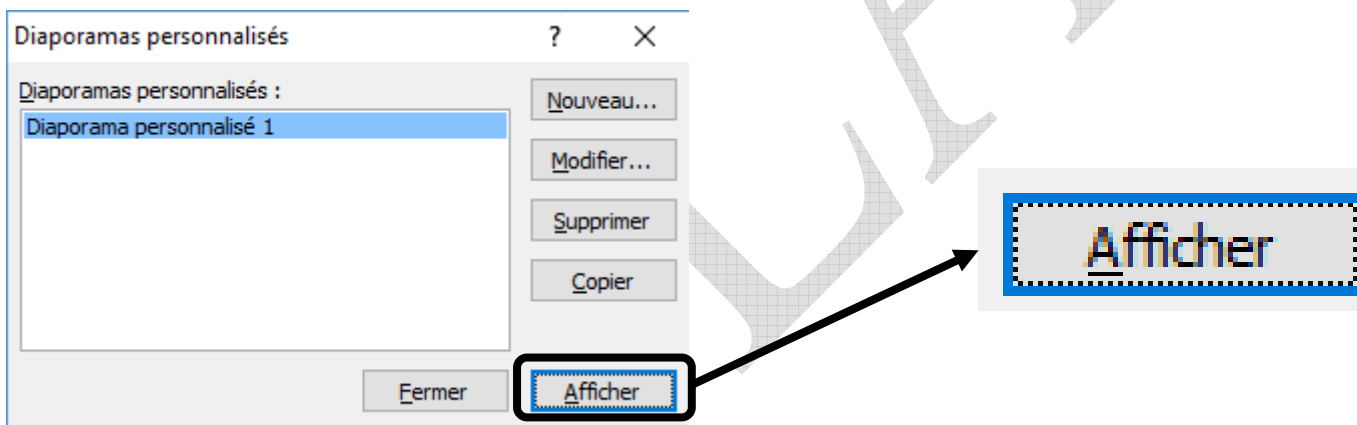 Diaporamas personnalisés ? X
Diaporamas personnalisés :
Diaporama personnalisé 1
Nouveau...
Modifier...
Supprimer
Copier
Fermer
Afficher
Afficher